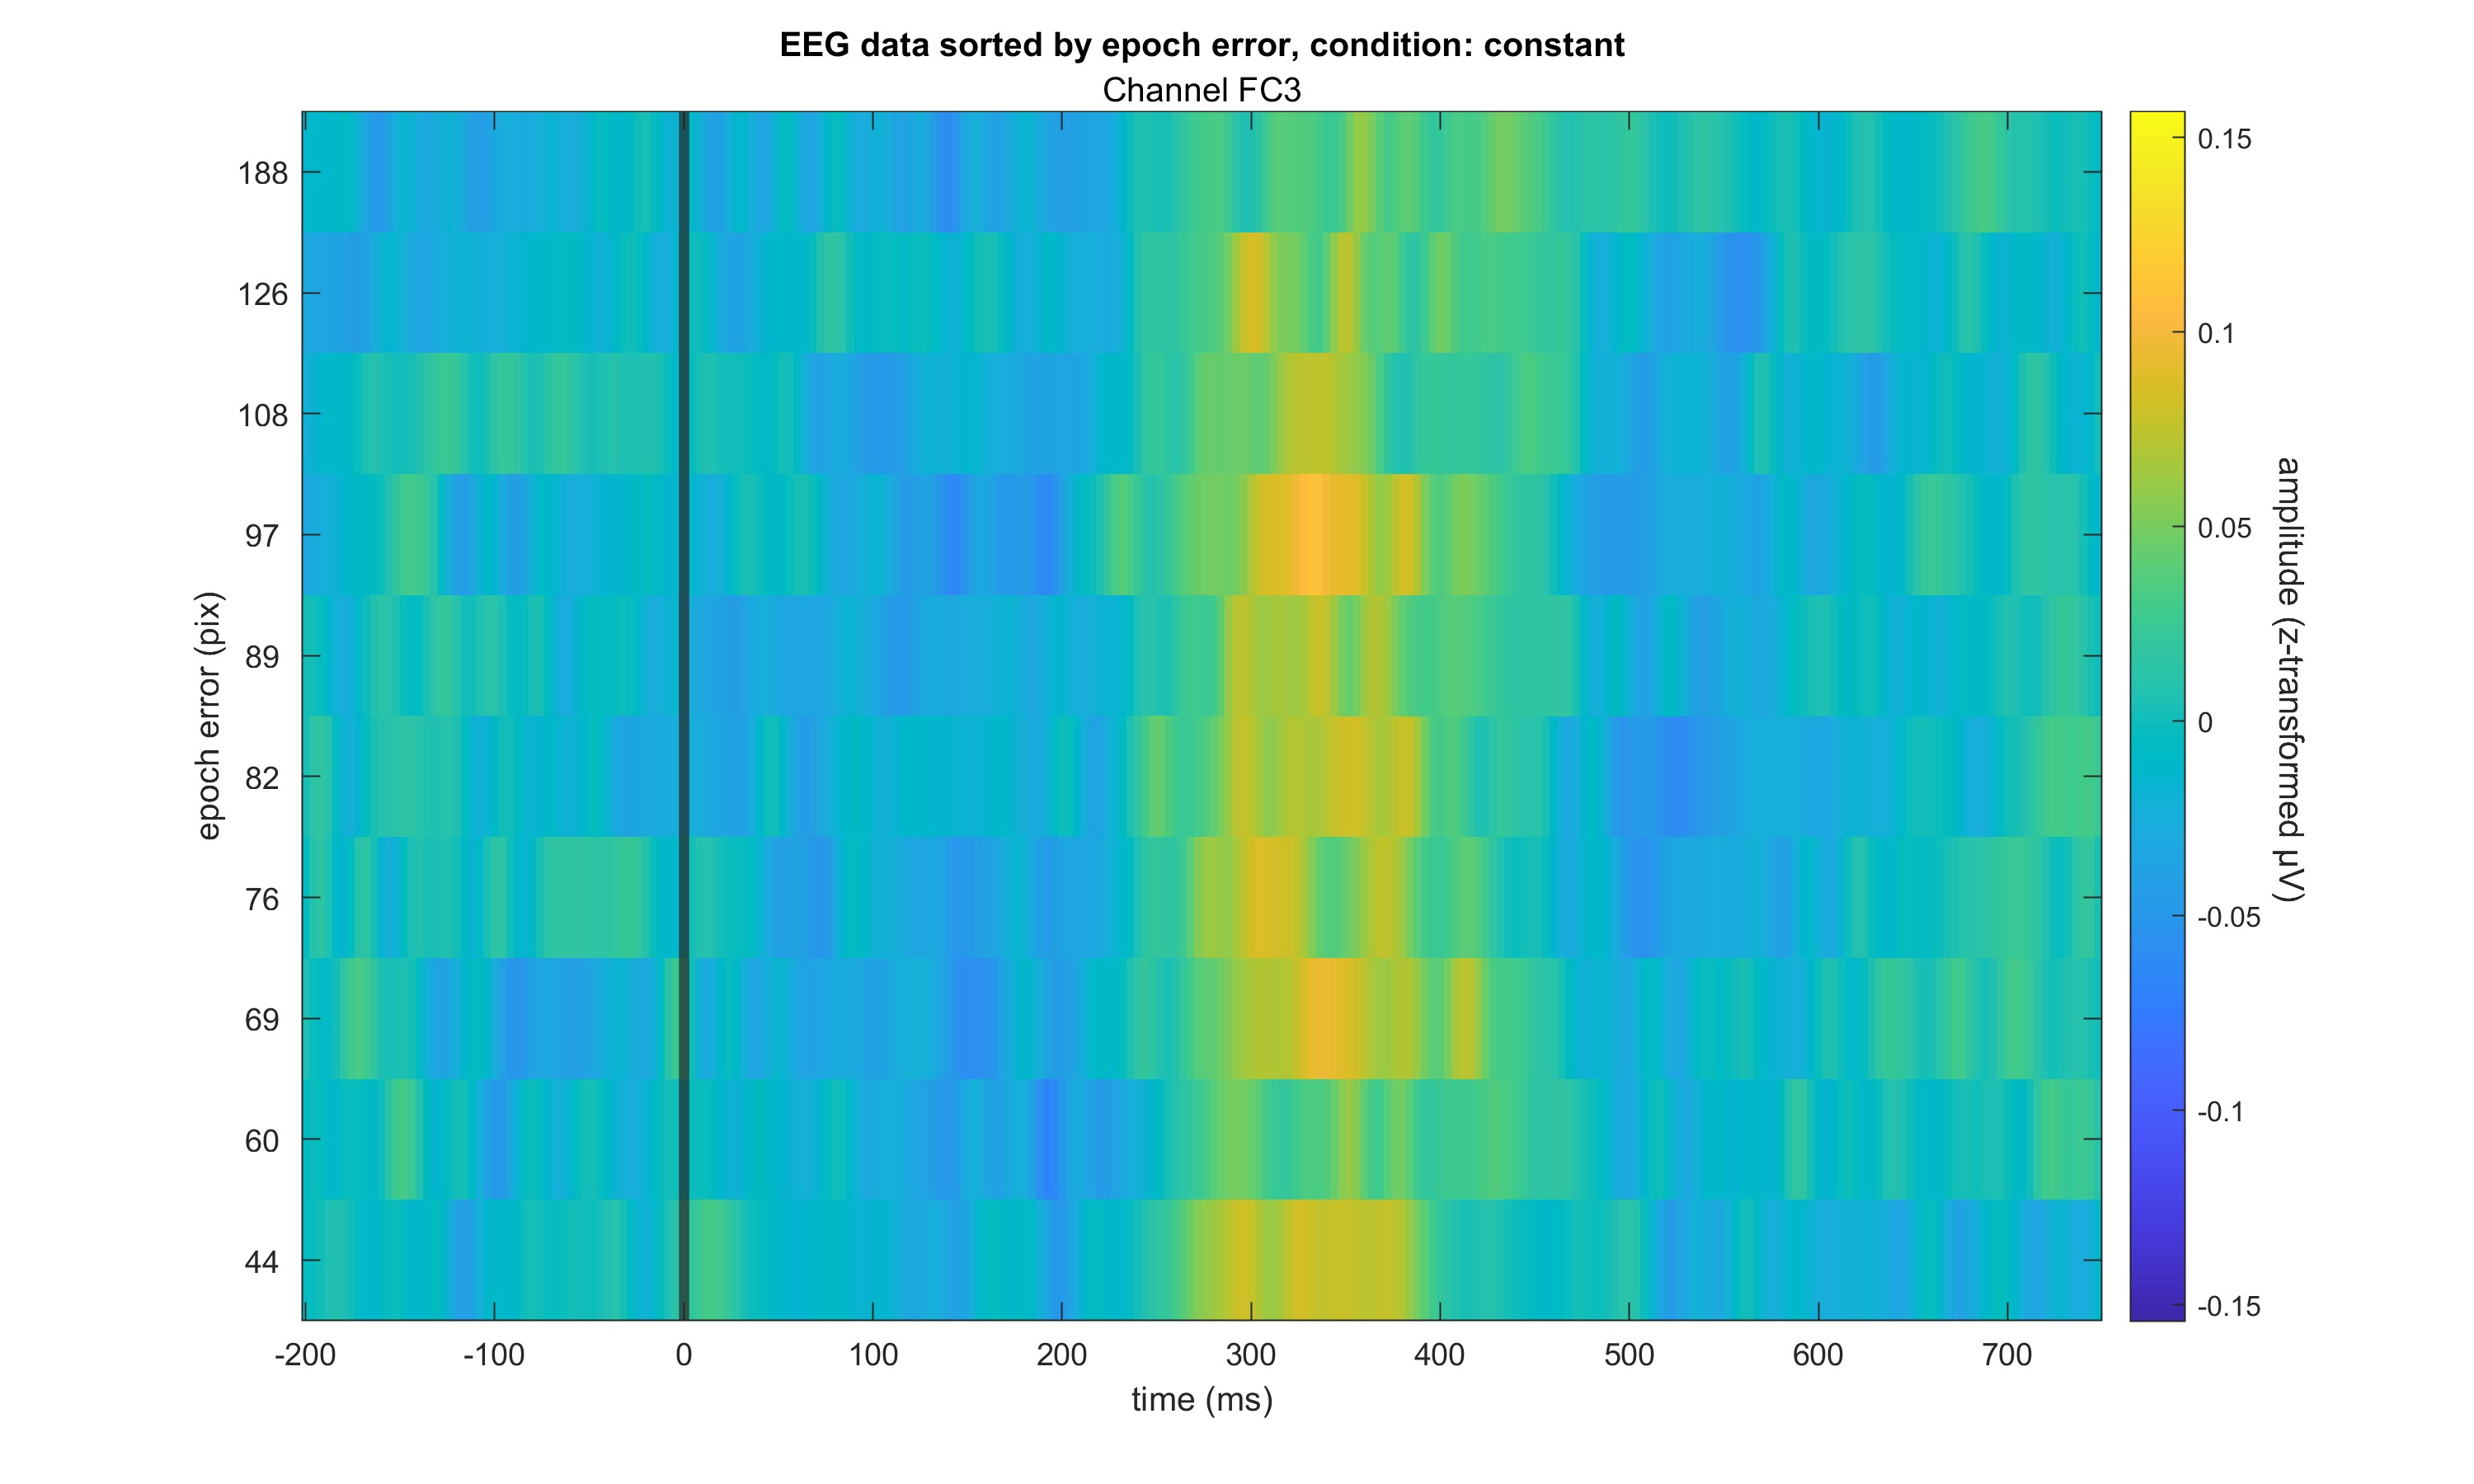 EEG data sorted by epoch error, condition: constant
Channel FC3
epoch error (pix)
188
126
108
97
89
82
76
69
60
44
-200 -100 0 100 200 300 400 500 600 700
time (ms)
0.15
0.1
0.05
0
-0.05
-0.1
-0.15
amplitude (z-transformed µV)